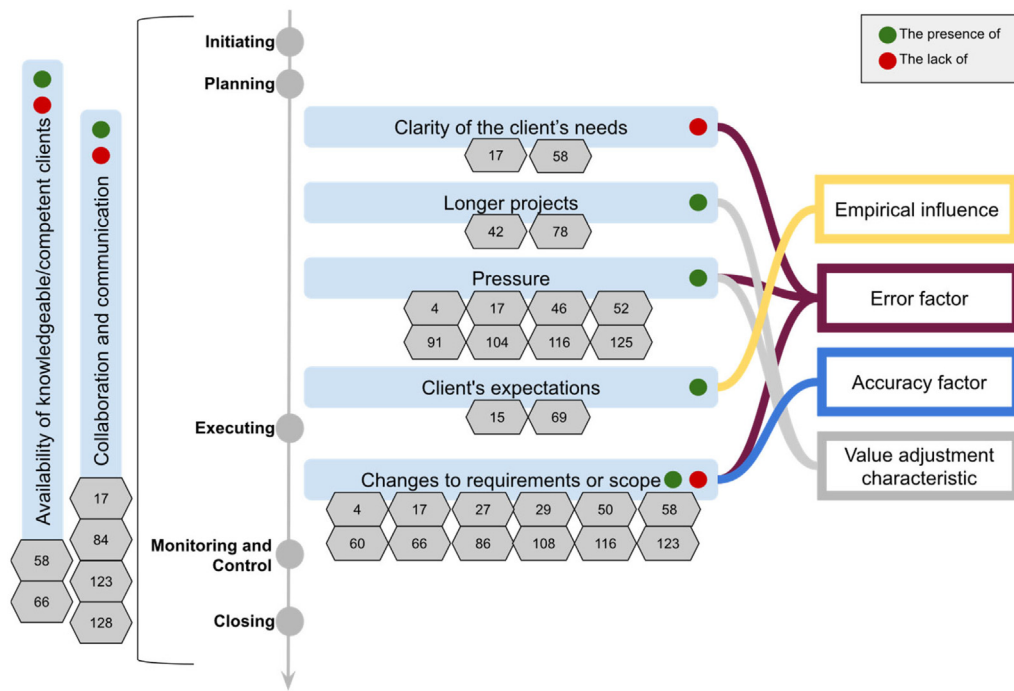 The presence of
The lack of
Initiating
Planning
Executing
Monitoring and
Control
Closing
Availability of knowledgeable/competent clients
58
66
Collaboration and communication
17
84
123
128
Clarity of the client's needs
17 58
Longer projects
42 78
Pressure
4 17 46 52
91 104 116 125
Client's expectations
15 69
Changes to requirements or scope
4 17 27 29 50 58
60 66 86 108 116 123
Empirical influence
Error factor
Accuracy factor
Value adjustment
characteristic